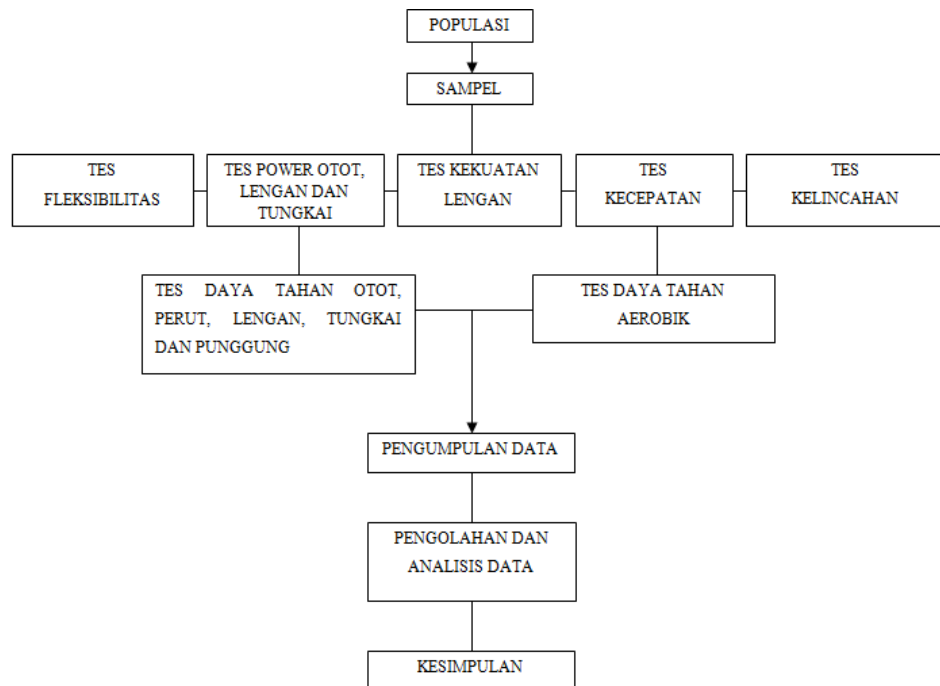 POPULASI
SAMPEL
TES
FLEKSIBILITAS
TES POWER OTOT,
LENGAN DAN
TUNGKAI
TES KEKUATAN
LENGAN
TES
KECEPATAN
TES
KELINCAHAN
TES DAYA TAHAN OTOT,
PERUT, LENGAN, TUNGKAI
DAN PUNGGUNG
TES DAYA TAHAN
AEROBIK
PENGUMPULAN DATA
PENGOLAHAN DAN
ANALISIS DATA
KESIMPULAN